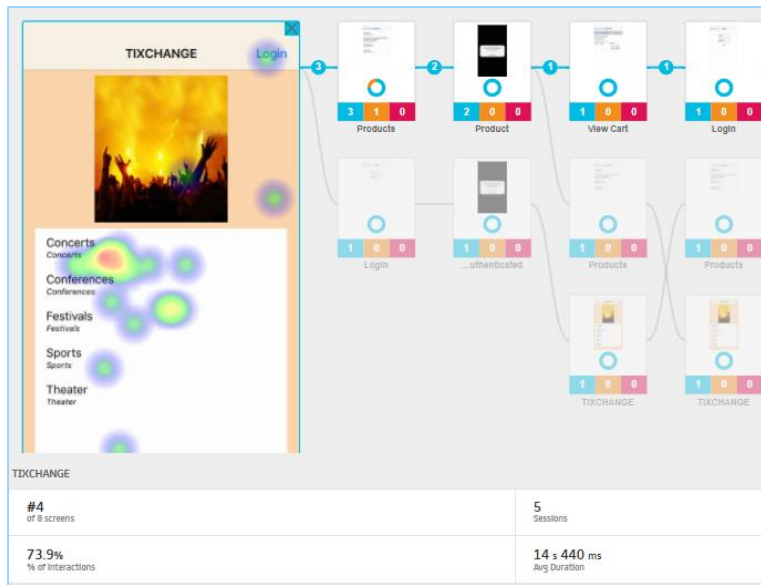 TIXCHANGE
Login
Concerts
Concerts
Conferences
Conferences
Festivals
Festivals
Sports
Sports
Theater
Theater
3
2
1
1
3 1 0
2 0 0
1 0 0
1 0 0
Products
Product
View Cart
Login
1 0 0
1 0 0
1 0 0
1 0 0
Login
...uthenticated
Products
Products
1 0 0
1 0 0
TIXCHANGE
TIXCHANGE
TIXCHANGE
#4
of 8 screens
5
Sessions
73.9%
% of Interactions
14 s 440 ms
Avg Duration